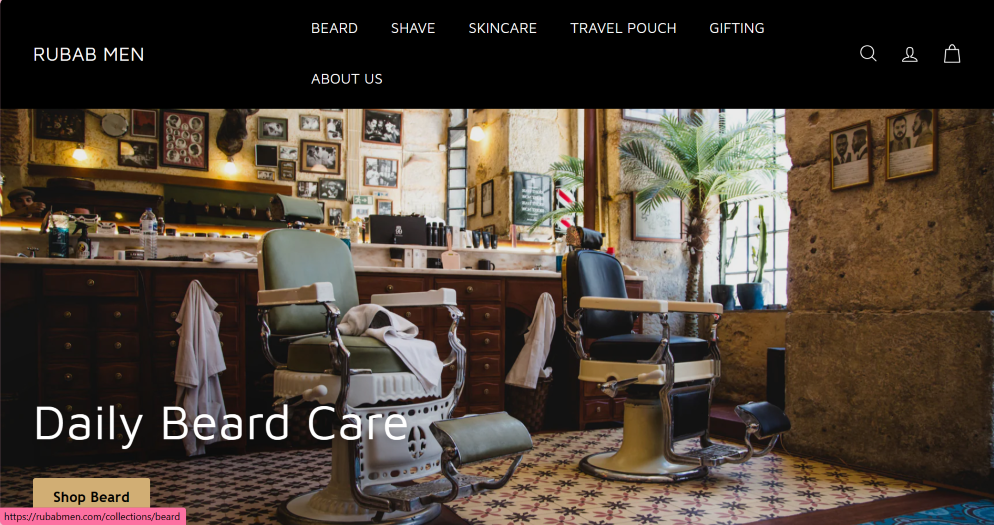 RUBAB MEN
BEARD SHAVE SKINCARE TRAVEL POUCH GIFTING
ABOUT US
Daily Beard Care
Shop Beard
https://rubabmen.com/collections/beard